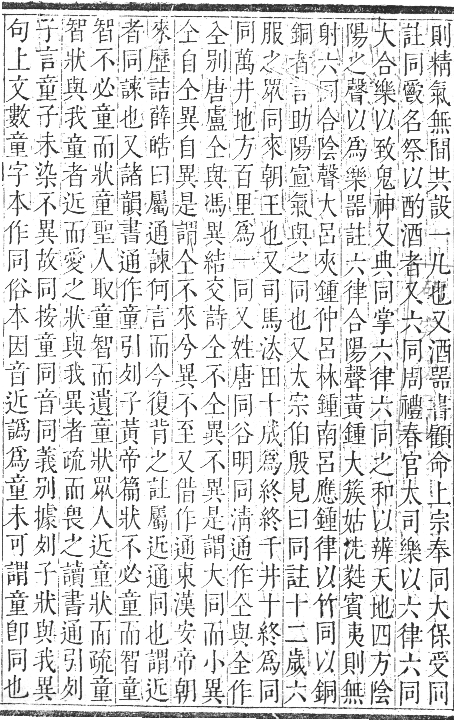 則精氣無間共設一几也又酒器書顧命上宗奉同大保受同
註同爵名祭以酌酒者又六同周禮春官大司樂以六律六同
大合樂以致鬼神又典同掌六律六同之和以辨天地四方陰
陽之聲以爲樂器註六律合陽聲黃鍾大簇姑洗蕤賓夷則無
射六同合陰聲大呂夾鍾仲呂林鍾南呂應鍾律以竹同以銅
銅者言助陽宣氣與之同也又太宗伯殷見曰同註十二歲六
服之眾同來朝王也又司馬法田十成爲終終千井十終爲同
同萬井地方百里爲一同又姓唐同谷明同淸通作仝與全作
仝別唐盧仝與馮異結交詩仝不仝異不異是謂大同而小異
仝自仝異自異是謂仝不來兮異不至又借作通東漢安帝朝
來歷詰薛皓曰屬通諫何言而今復背之註屬近通同也謂近
者同諫也又諸韻書通作童引列子黃帝篇狀不必童而智童
智不必童而狀童聖人取童智而遺童狀眾人近童狀而疏童
智狀與我童者近而愛之狀與我異者疏而畏之讀書通引列
子言童子未染不異故同按童同音同義別據列子狀與我異
句上文數童字本作同俗本因音近譌爲童未可謂童卽同也